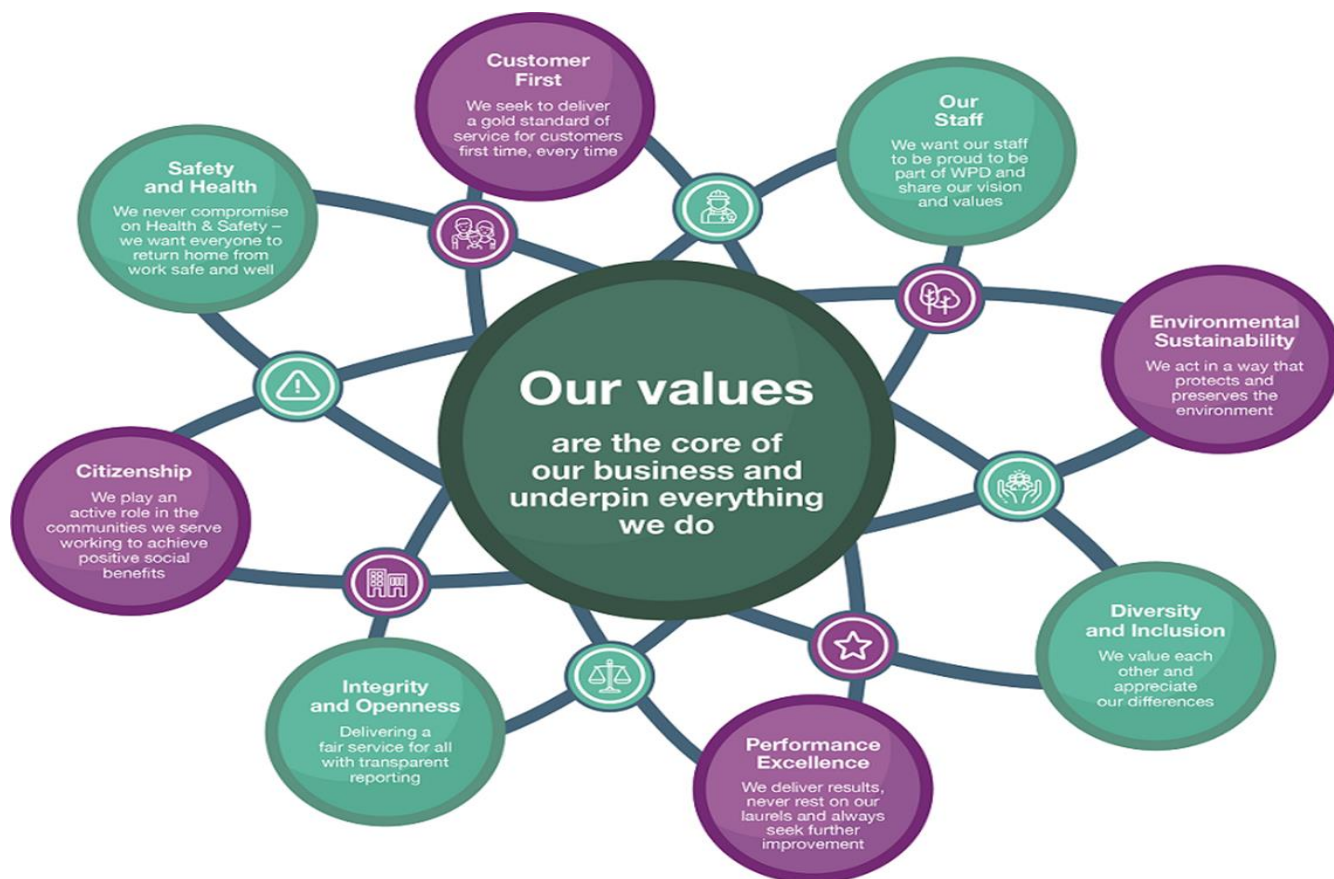 Customer
First
We seek to deliver
a gold standard of
service for customers
first time, every time
Our
Staff
We want our staff
to be proud to be
part of WPD and
share our vision
and values
Safety
and Health
We never compromise
on Health & Safety –
we want everyone to
return home from
work safe and well
Environmental
Sustainability
We act in a way that
protects and
preserves the
environment
Our values
are the core of
our business and
underpin everything
we do
Citizenship
We play an
active role in the
communities we serve
working to achieve
positive social
benefits
Diversity
and Inclusion
We value each
other and
appreciate
our differences
Integrity
and Openness
Delivering a
fair service for all
with transparent
reporting
Performance
Excellence
We deliver results,
never rest on our
laurels and always
seek further
improvement